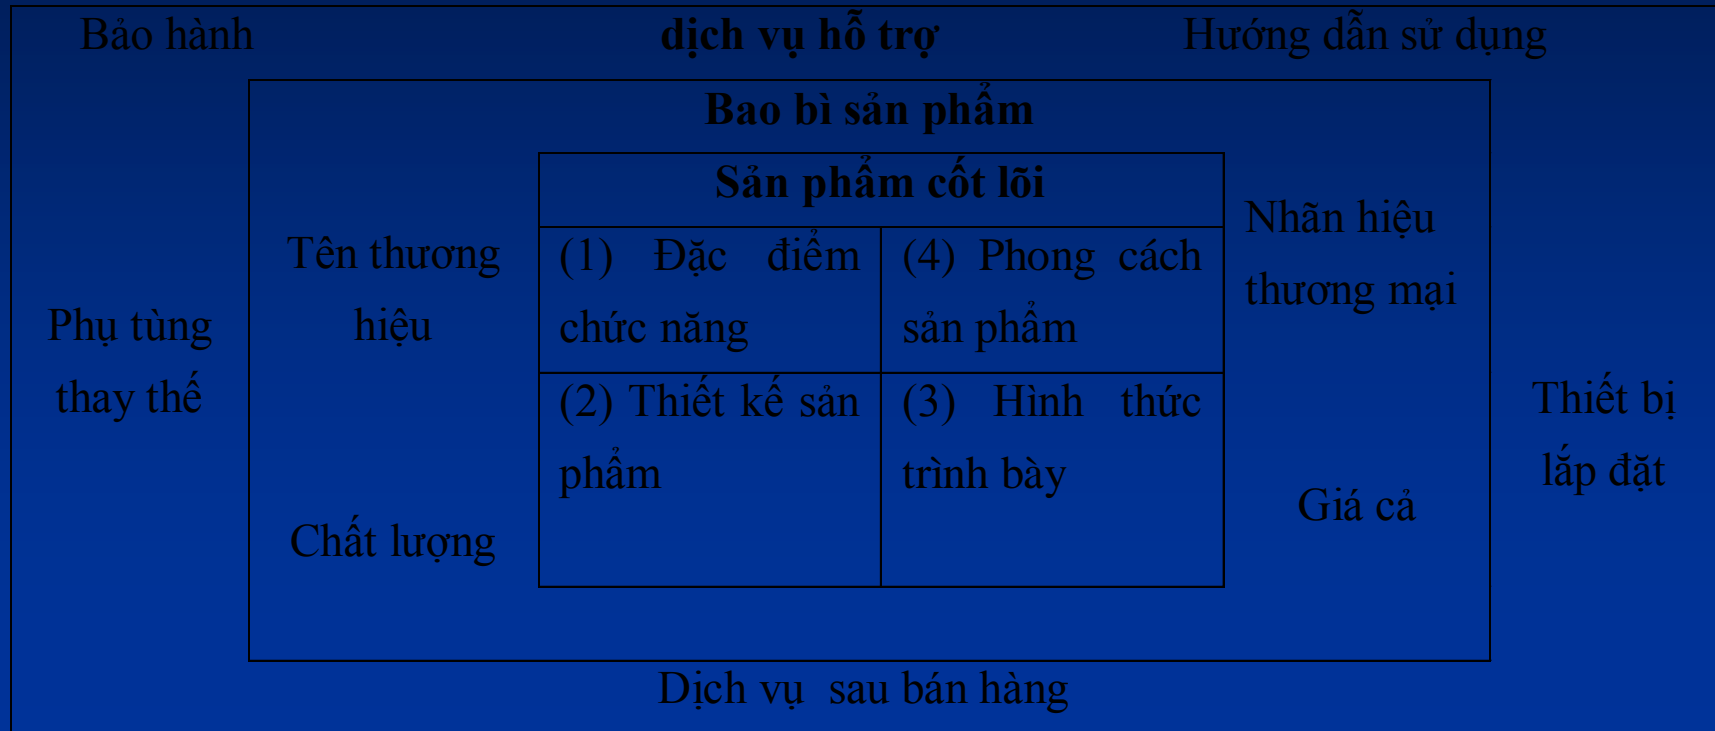 Bảo hành dịch vụ hỗ trợ Hướng dẫn sử dụng
Bao bì sản phẩm
Sản phẩm cốt lõi
Phụ tùng
thay thế
Tên thương
hiệu
Chất lượng
(1) Đặc điểm
chức năng
(4) Phong cách
sản phẩm
(2) Thiết kế sản
phẩm
(3) Hình thức
trình bày
Nhãn hiệu
thương mại
Giá cả
Thiết bị
lắp đặt
Dịch vụ sau bán hàng